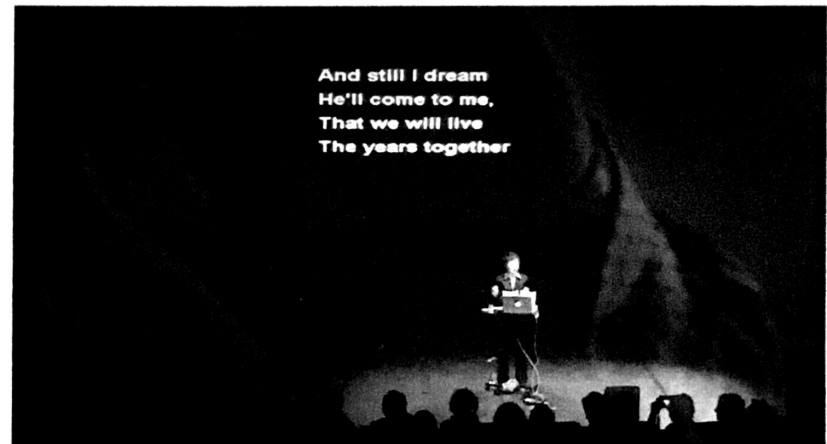 And still I dream
He'll come to me,
That we will live
The years together